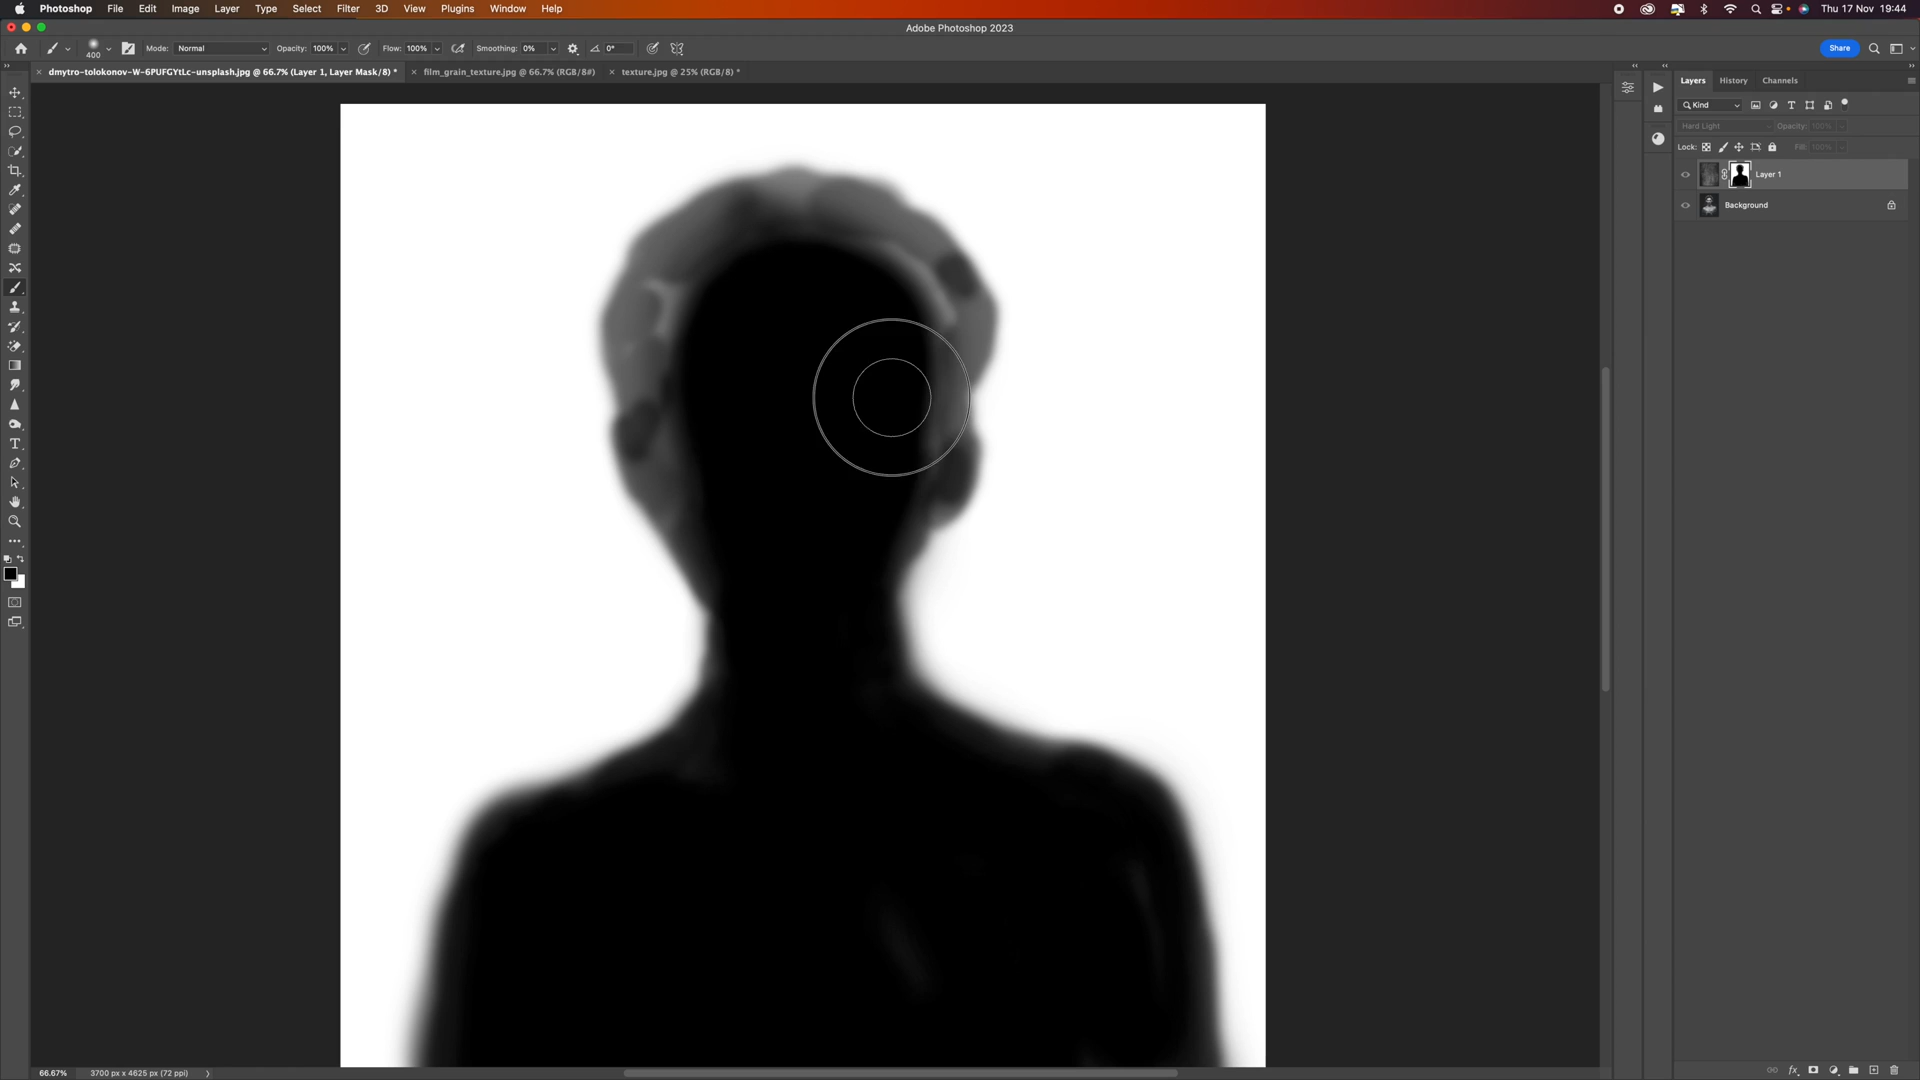 Photoshop File Edit Image Layer Type Select Filter 3D View Plugins Window Help Thu 17 Nov 19:44
Adobe Photoshop 2023
400 Mode: Normal Opacity: 100% Flow: 100% Smoothing: 0% 0° Share
× dmytro-tolokonov-W-6PUFGYtLc-unsplash.jpg @ 66.7% (Layer 1, Layer Mask/8) * × film_grain_texture.jpg @ 66.7% (RGB/8#) × texture.jpg @ 25% (RGB/8) *
Layers History Channels
Kind
Hard Light Opacity: 100%
Lock: Fill: 100%
Layer 1
Background
66.67% 3700 px x 4625 px (72 ppi)